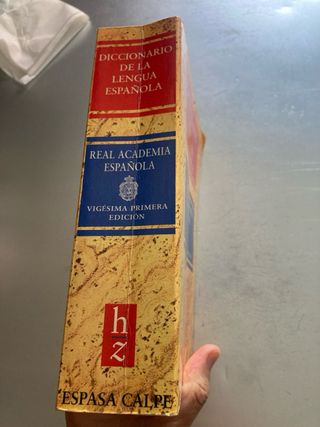 DICCIONARIO
DE LA
LENGUA
ESPAÑOLA
REAL ACADEMIA
ESPAÑOLA
VIGÉSIMA PRIMERA
EDICIÓN
h
z
ESPASA CALPE